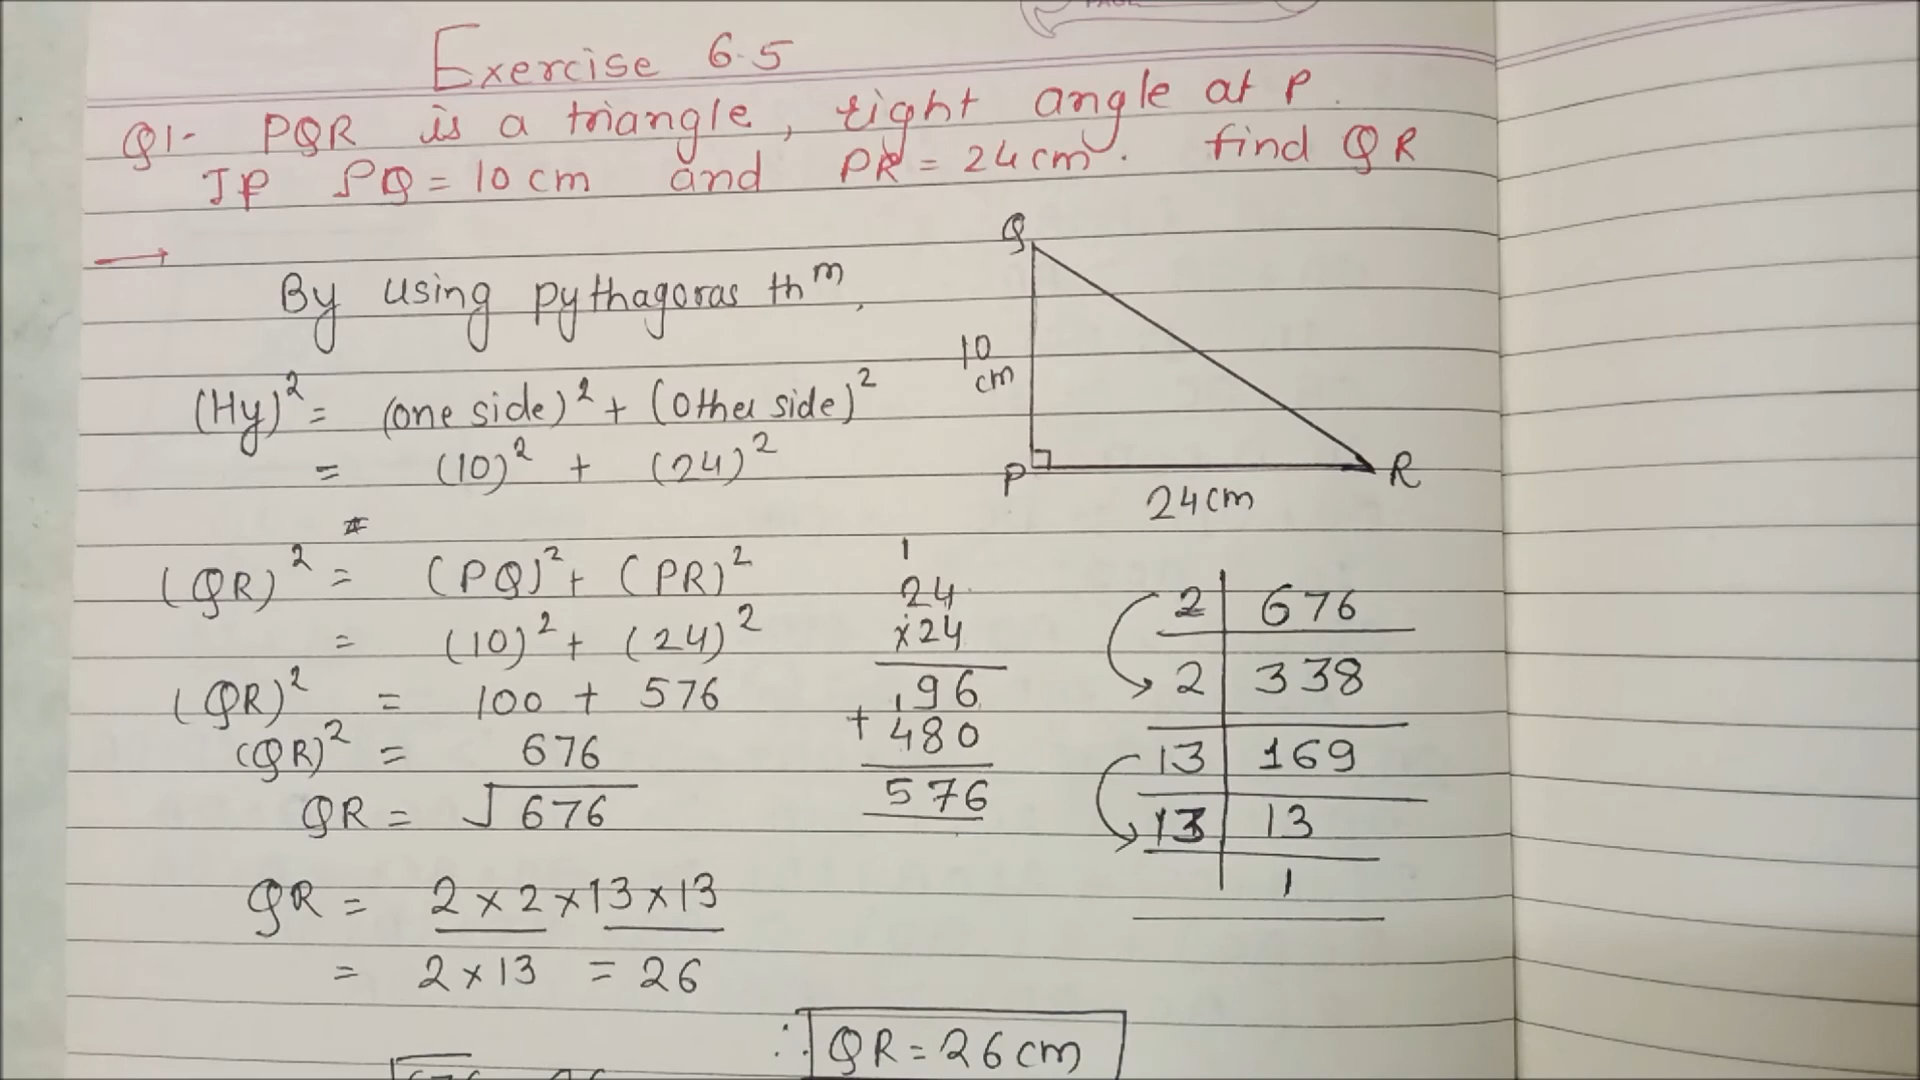 Exercise 6.5
Q1- PQR is a triangle, right angle at P.
If PQ = 10 cm and PR = 24 cm. find QR
→
By using pythagoras thm,
(Hy)² = (one side)² + (Other side)²
= (10)² + (24)²
Q
10 cm
P
R
24 cm
(QR)² = (PQ)² + (PR)²
= (10)² + (24)²
(QR)² = 100 + 576
(QR)² = 676
QR = √676
QR = 2 × 2 × 13 × 13
= 2 × 13 = 26
∴ QR = 26 cm
1
24
×24
96
+ 480
576
2 | 676
2 | 338
13 | 169
13 | 13
1